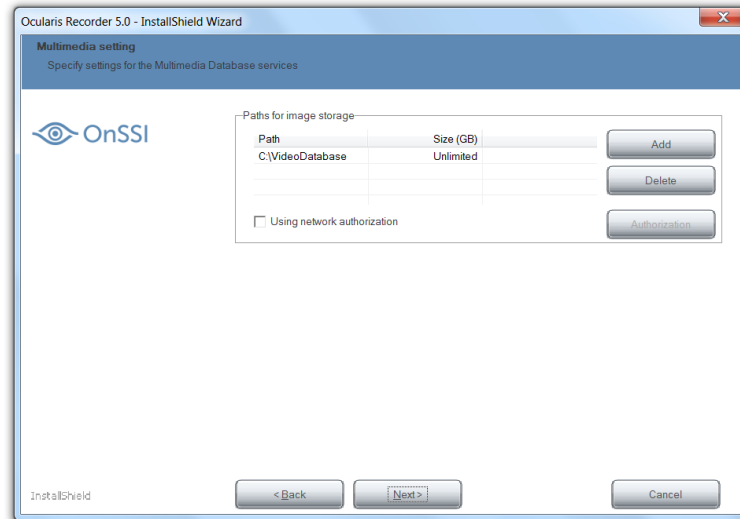 Ocularis Recorder 5.0 - InstallShield Wizard
Multimedia setting
Specify settings for the Multimedia Database services
OnSSI
Paths for image storage
Path Size (GB)
C:\VideoDatabase Unlimited
Add
Delete
Using network authorization
Authorization
InstallShield
< Back Next > Cancel